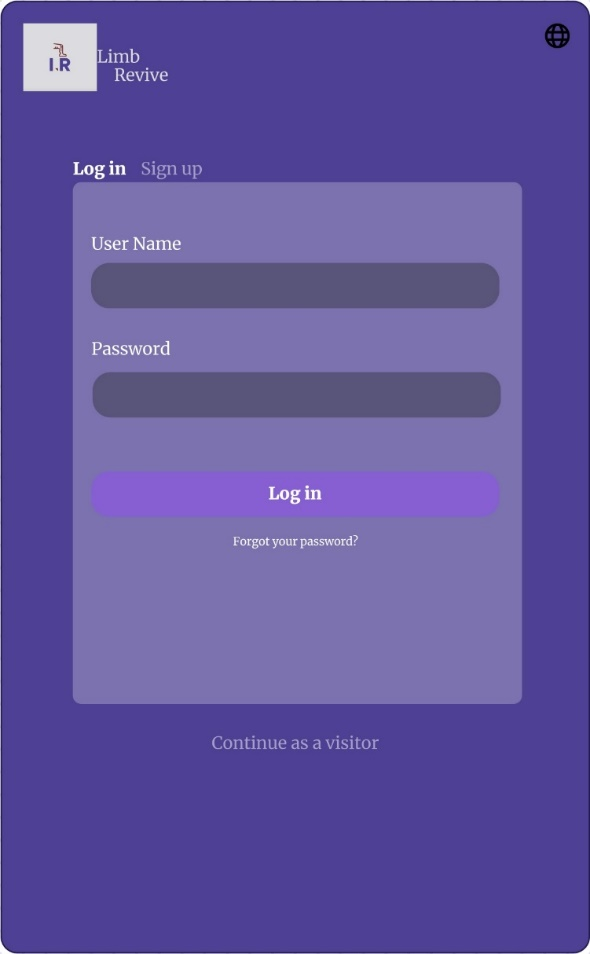 L.R
Limb
Revive
Log in Sign up
User Name
Password
Log in
Forgot your password?
Continue as a visitor